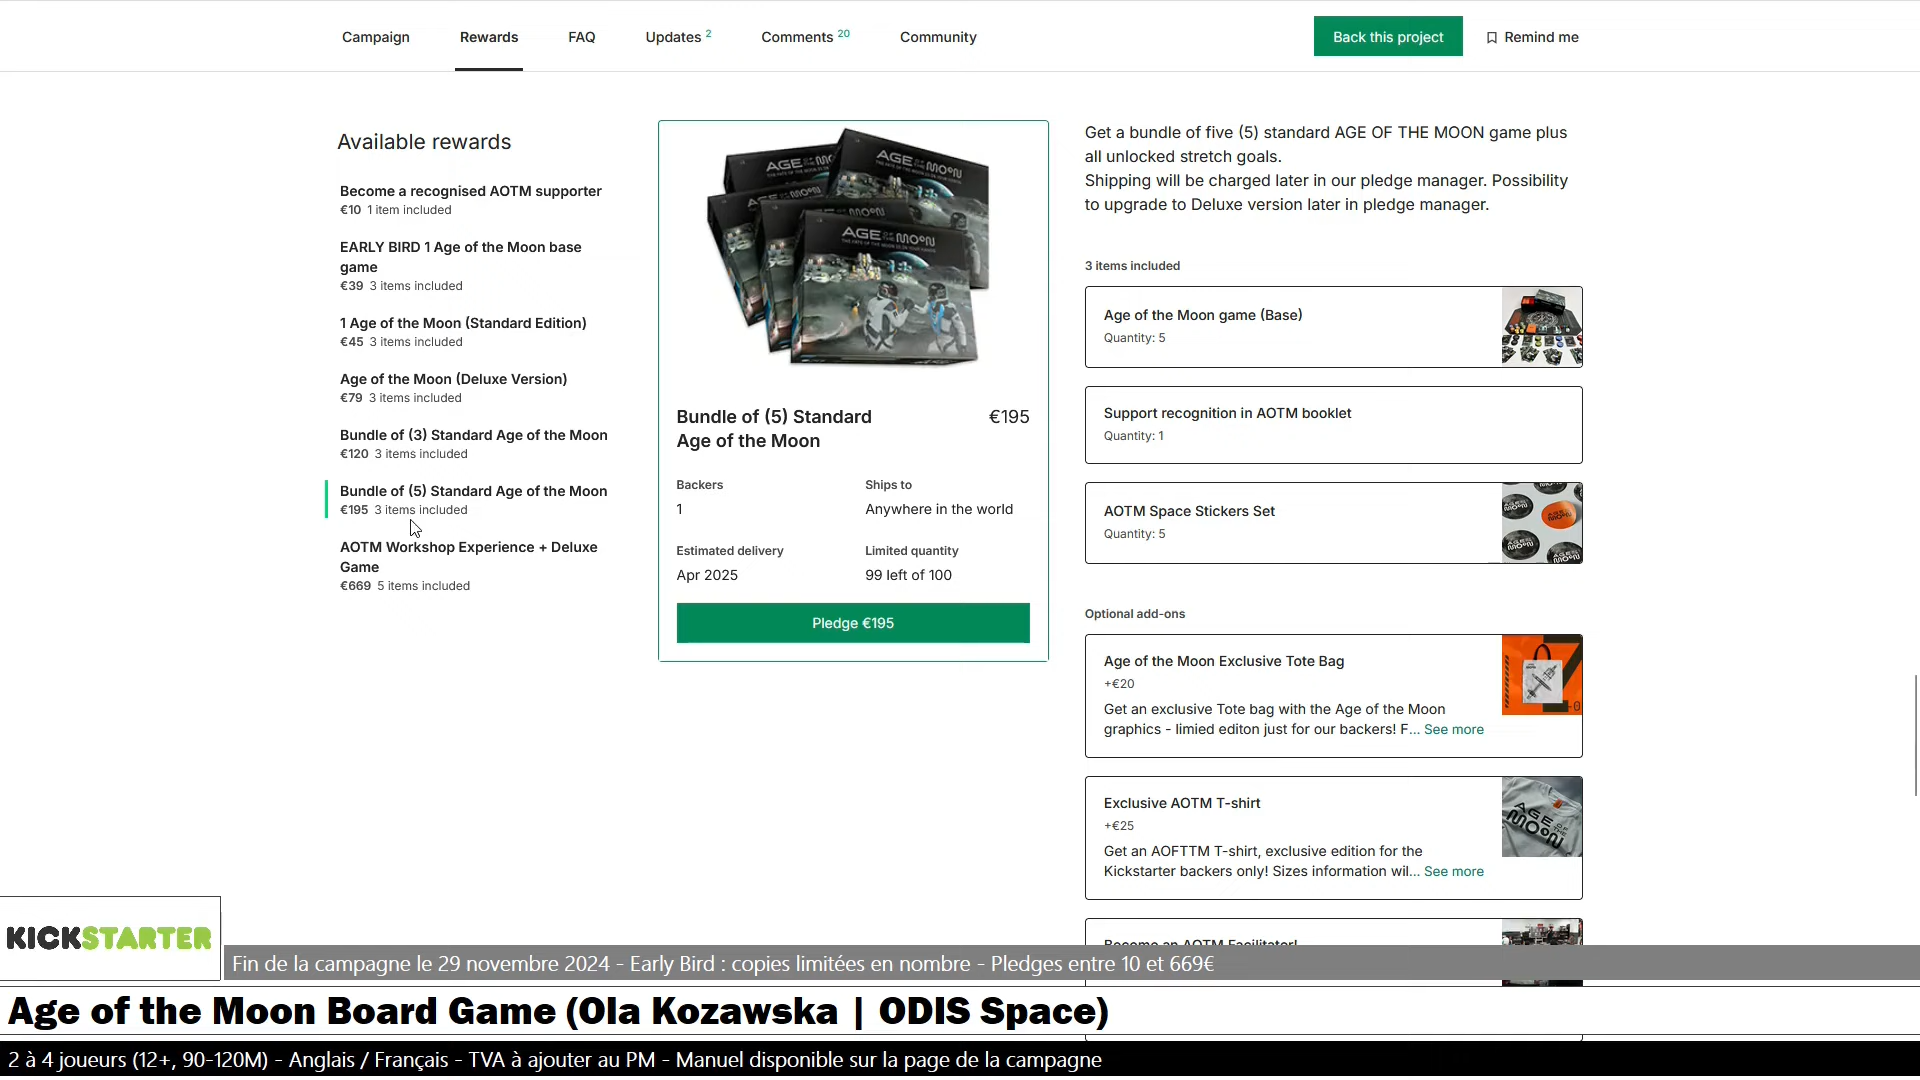 Campaign
Rewards
FAQ
Updates 2
Comments 20
Community
Back this project
Remind me
Available rewards
Become a recognised AOTM supporter
€10 1 item included
EARLY BIRD 1 Age of the Moon base
game
€39 3 items included
1 Age of the Moon (Standard Edition)
€45 3 items included
Age of the Moon (Deluxe Version)
€79 3 items included
Bundle of (3) Standard Age of the Moon
€120 3 items included
Bundle of (5) Standard Age of the Moon
€195 3 items included
AOTM Workshop Experience + Deluxe
Game
€669 5 items included
AGE OF THE MOON
Bundle of (5) Standard
Age of the Moon
€195
Backers
1
Ships to
Anywhere in the world
Estimated delivery
Apr 2025
Limited quantity
99 left of 100
Pledge €195
Get a bundle of five (5) standard AGE OF THE MOON game plus
all unlocked stretch goals.
Shipping will be charged later in our pledge manager. Possibility
to upgrade to Deluxe version later in pledge manager.
3 items included
Age of the Moon game (Base)
Quantity: 5
Support recognition in AOTM booklet
Quantity: 1
AOTM Space Stickers Set
Quantity: 5
Optional add-ons
Age of the Moon Exclusive Tote Bag
+€20
Get an exclusive Tote bag with the Age of the Moon
graphics - limied editon just for our backers! F... See more
Exclusive AOTM T-shirt
+€25
Get an AOFTTM T-shirt, exclusive edition for the
Kickstarter backers only! Sizes information wil... See more
AGE OF THE MOON
Become an AOTM Facilitator!
KICKSTARTER
Fin de la campagne le 29 novembre 2024 - Early Bird : copies limitées en nombre - Pledges entre 10 et 669€
Age of the Moon Board Game (Ola Kozawska | ODIS Space)
2 à 4 joueurs (12+, 90-120M) - Anglais / Français - TVA à ajouter au PM - Manuel disponible sur la page de la campagne